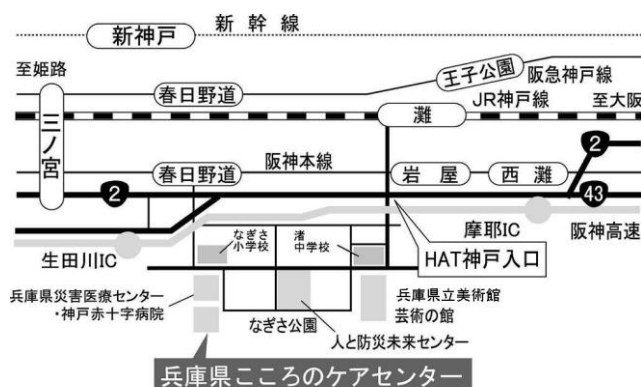 新幹線
新神戸
王子公園
阪急神戸線
至姫路
春日野道
JR神戸線
至大阪
三ノ宮
灘
2
春日野道
阪神本線
岩屋
西灘
2
43
摩耶IC
阪神高速
生田川IC
なぎさ
小学校
渚
中学校
HAT神戸入口
兵庫県災害医療センター
・神戸赤十字病院
なぎさ公園
兵庫県立美術館
芸術の館
人と防災未来センター
兵庫県こころのケアセンター